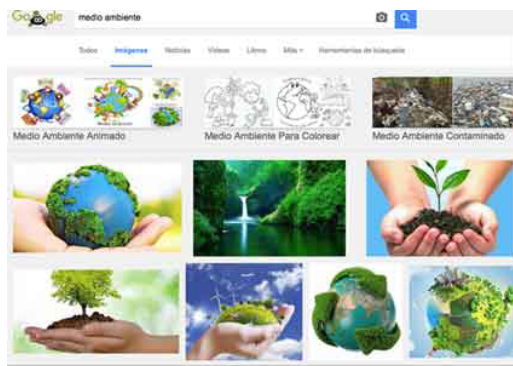 Google medio ambiente
Todos Imágenes Noticias Vídeos Libros Más Herramientas de búsqueda
Medio Ambiente Animado Medio Ambiente Para Colorear Medio Ambiente Contaminado